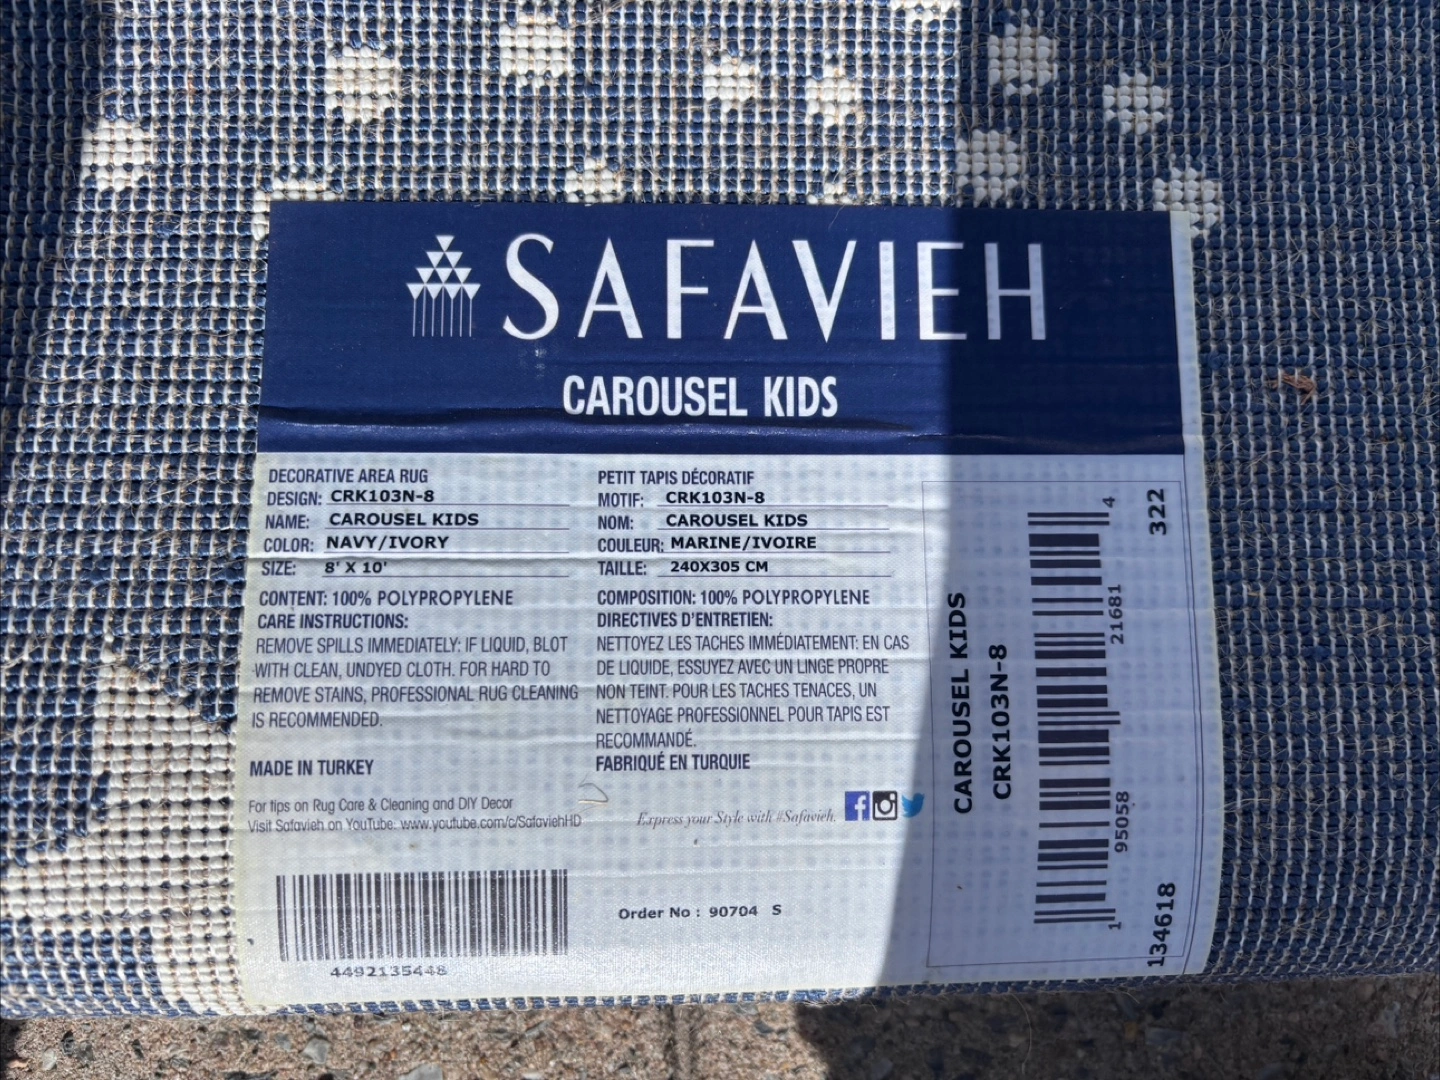 SAFAVIEH
CAROUSEL KIDS
DECORATIVE AREA RUG
DESIGN: CRK103N-8
NAME: CAROUSEL KIDS
COLOR: NAVY/IVORY
SIZE: 8' X 10'
CONTENT: 100% POLYPROPYLENE
CARE INSTRUCTIONS:
REMOVE SPILLS IMMEDIATELY: IF LIQUID, BLOT
WITH CLEAN, UNDYED CLOTH. FOR HARD TO
REMOVE STAINS, PROFESSIONAL RUG CLEANING
IS RECOMMENDED.
MADE IN TURKEY
For tips on Rug Care & Cleaning and DIY Decor
Visit Safavieh on YouTube: www.youtube.com/c/SafaviehHD
4492135448
PETIT TAPIS DÉCORATIF
MOTIF: CRK103N-8
NOM: CAROUSEL KIDS
COULEUR: MARINE/IVOIRE
TAILLE: 240X305 CM
COMPOSITION: 100% POLYPROPYLENE
DIRECTIVES D'ENTRETIEN:
NETTOYEZ LES TACHES IMMÉDIATEMENT: EN CAS
DE LIQUIDE, ESSUYEZ AVEC UN LINGE PROPRE
NON TEINT. POUR LES TACHES TENACES, UN
NETTOYAGE PROFESSIONNEL POUR TAPIS EST
RECOMMANDÉ.
FABRIQUÉ EN TURQUIE
Express your Style with #Safavieh.
Order No : 90704 S
CAROUSEL KIDS
CRK103N-8
1 95058 21681 4
134618 322